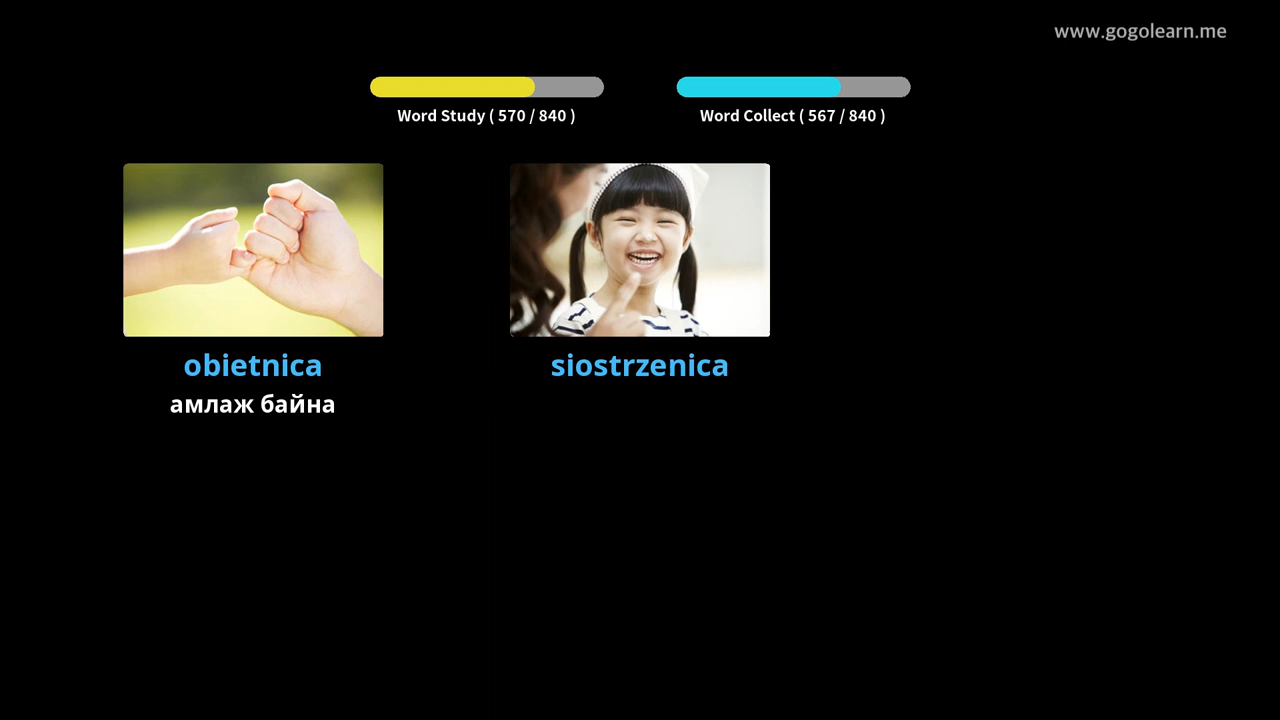 www.gogolearn.me
Word Study ( 570 / 840 )
Word Collect ( 567 / 840 )
obietnica
siostrzenica
амлаж байна